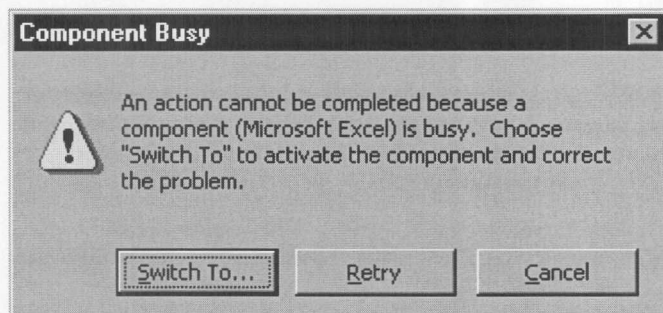 Component Busy
An action cannot be completed because a
component (Microsoft Excel) is busy.  Choose
"Switch To" to activate the component and correct
the problem.
Switch To... Retry Cancel